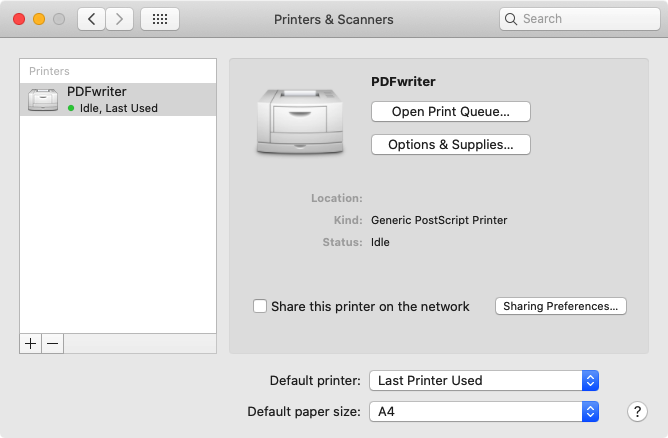 Printers & Scanners
Search
Printers
PDFwriter
Idle, Last Used
PDFwriter
Open Print Queue...
Options & Supplies...
Location:
Kind: Generic PostScript Printer
Status: Idle
Share this printer on the network
Sharing Preferences...
Default printer: Last Printer Used
Default paper size: A4
?